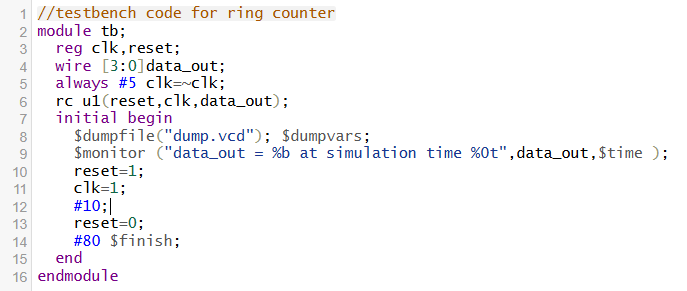 1 //testbench code for ring counter
2 module tb;
3   reg clk,reset;
4   wire [3:0]data_out;
5   always #5 clk=~clk;
6   rc u1(reset,clk,data_out);
7   initial begin
8     $dumpfile("dump.vcd"); $dumpvars;
9     $monitor ("data_out = %b at simulation time %0t",data_out,$time );
10     reset=1;
11     clk=1;
12     #10;
13     reset=0;
14     #80 $finish;
15   end
16 endmodule